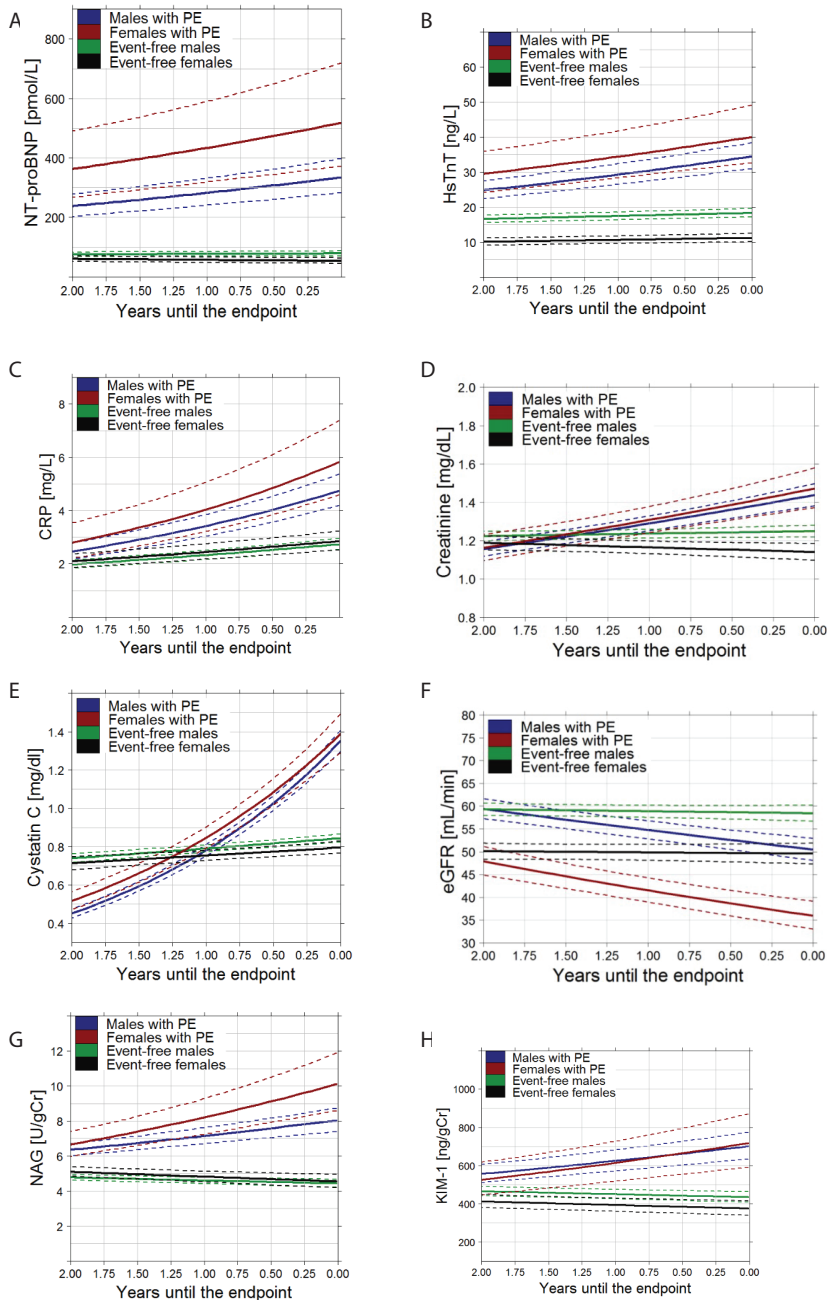 A
Males with PE
Females with PE
Event-free males
Event-free females
NT-proBNP [pmol/L]
800
600
400
200
2.00 1.75 1.50 1.25 1.00 0.75 0.50 0.25
Years until the endpoint
B
Males with PE
Females with PE
Event-free males
Event-free females
HsTnT [ng/L]
60
50
40
30
20
10
2.00 1.75 1.50 1.25 1.00 0.75 0.50 0.25 0.00
Years until the endpoint
C
Males with PE
Females with PE
Event-free males
Event-free females
CRP [mg/L]
8
6
4
2
2.00 1.75 1.50 1.25 1.00 0.75 0.50 0.25
Years until the endpoint
D
Males with PE
Females with PE
Event-free males
Event-free females
Creatinine [mg/dL]
2.0
1.8
1.6
1.4
1.2
1.0
0.8
2.00 1.75 1.50 1.25 1.00 0.75 0.50 0.25 0.00
Years until the endpoint
E
Males with PE
Females with PE
Event-free males
Event-free females
Cystatin C [mg/dl]
1.4
1.2
1.0
0.8
0.6
0.4
2.00 1.75 1.50 1.25 1.00 0.75 0.50 0.25 0.00
Years until the endpoint
F
Males with PE
Females with PE
Event-free males
Event-free females
eGFR [mL/min]
80
75
70
65
60
55
50
45
40
35
30
2.00 1.75 1.50 1.25 1.00 0.75 0.50 0.25 0.00
Years until the endpoint
G
Males with PE
Females with PE
Event-free males
Event-free females
NAG [U/gCr]
12
10
8
6
4
2
2.00 1.75 1.50 1.25 1.00 0.75 0.50 0.25 0.00
Years until the endpoint
H
Males with PE
Females with PE
Event-free males
Event-free females
KIM-1 [ng/gCr]
1000
800
600
400
200
2.00 1.75 1.50 1.25 1.00 0.75 0.50 0.25 0.00
Years until the endpoint